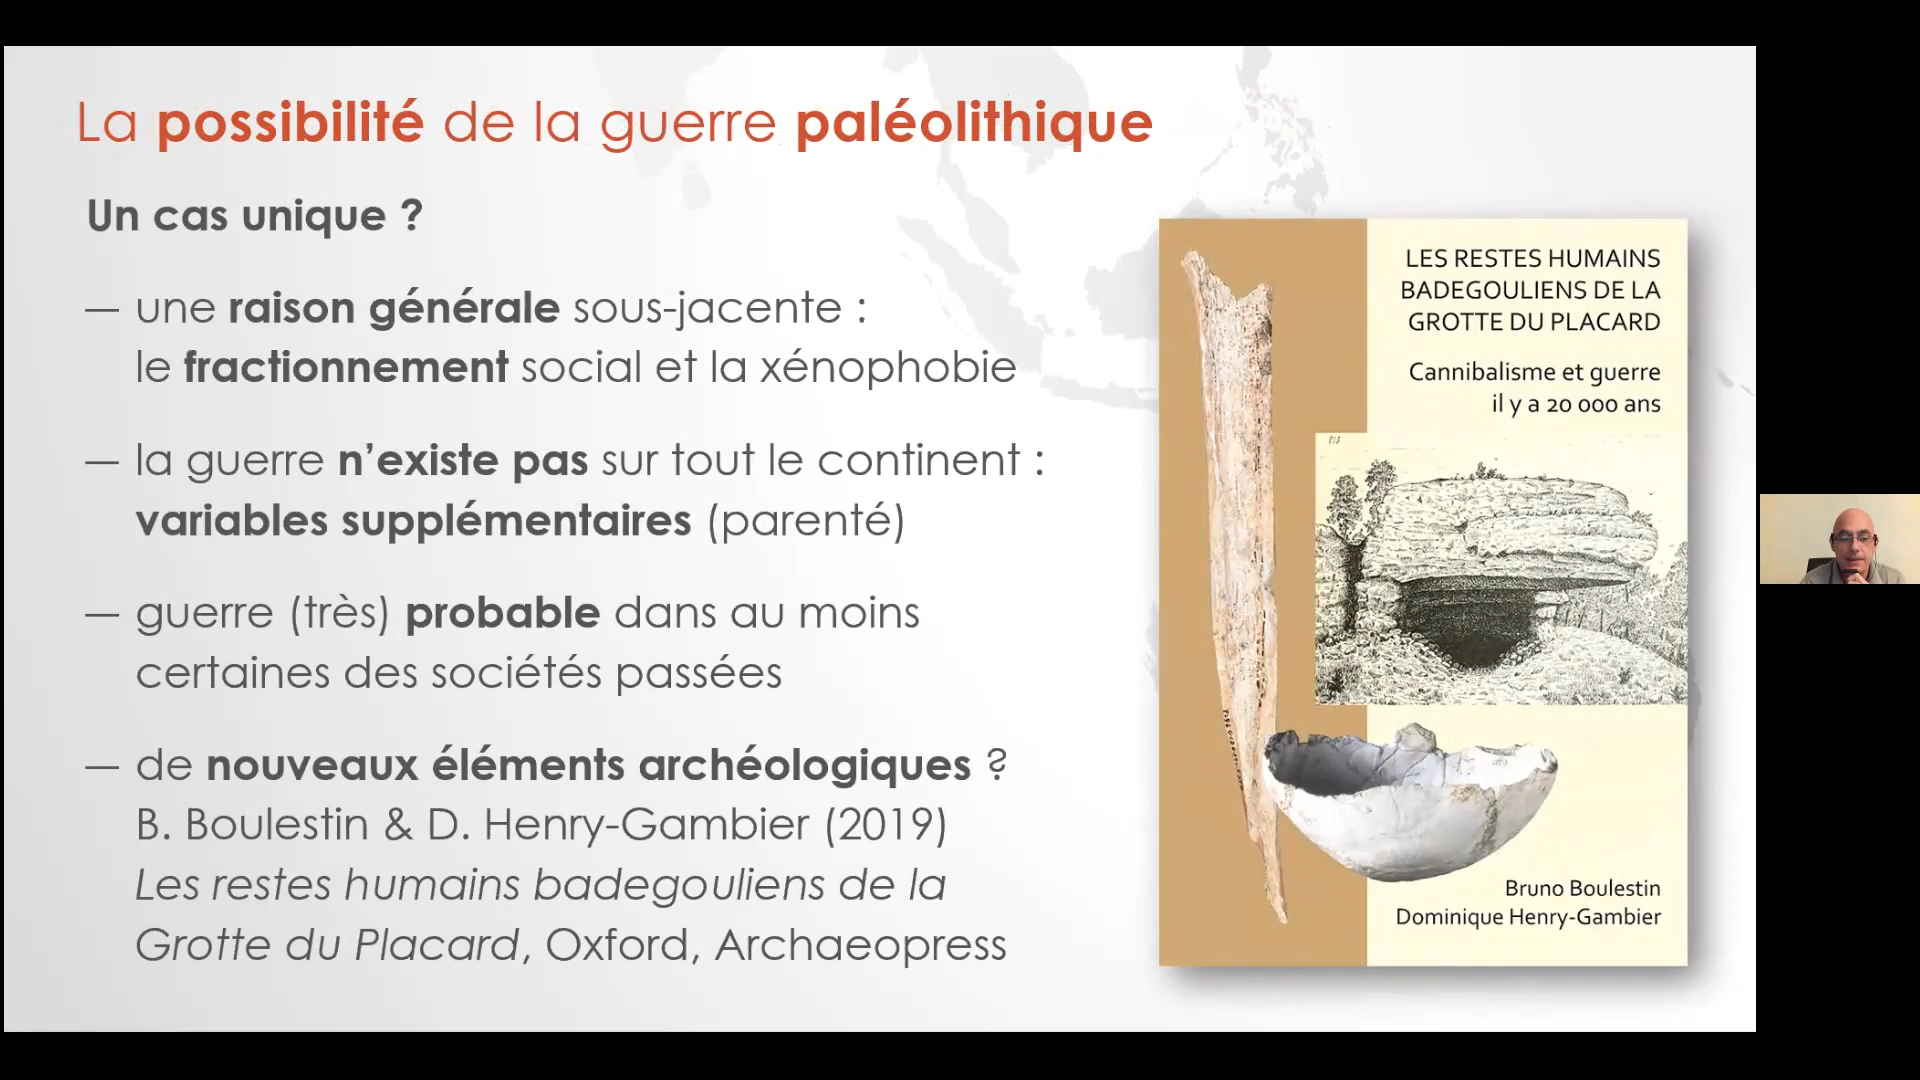 La possibilité de la guerre paléolithique
Un cas unique ?
— une raison générale sous-jacente :
le fractionnement social et la xénophobie
— la guerre n’existe pas sur tout le continent :
variables supplémentaires (parenté)
— guerre (très) probable dans au moins
certaines des sociétés passées
— de nouveaux éléments archéologiques ?
B. Boulestin & D. Henry-Gambier (2019)
Les restes humains badegouliens de la
Grotte du Placard, Oxford, Archaeopress
LES RESTES HUMAINS
BADEGOULIENS DE LA
GROTTE DU PLACARD
Cannibalisme et guerre
il y a 20 000 ans
Bruno Boulestin
Dominique Henry-Gambier